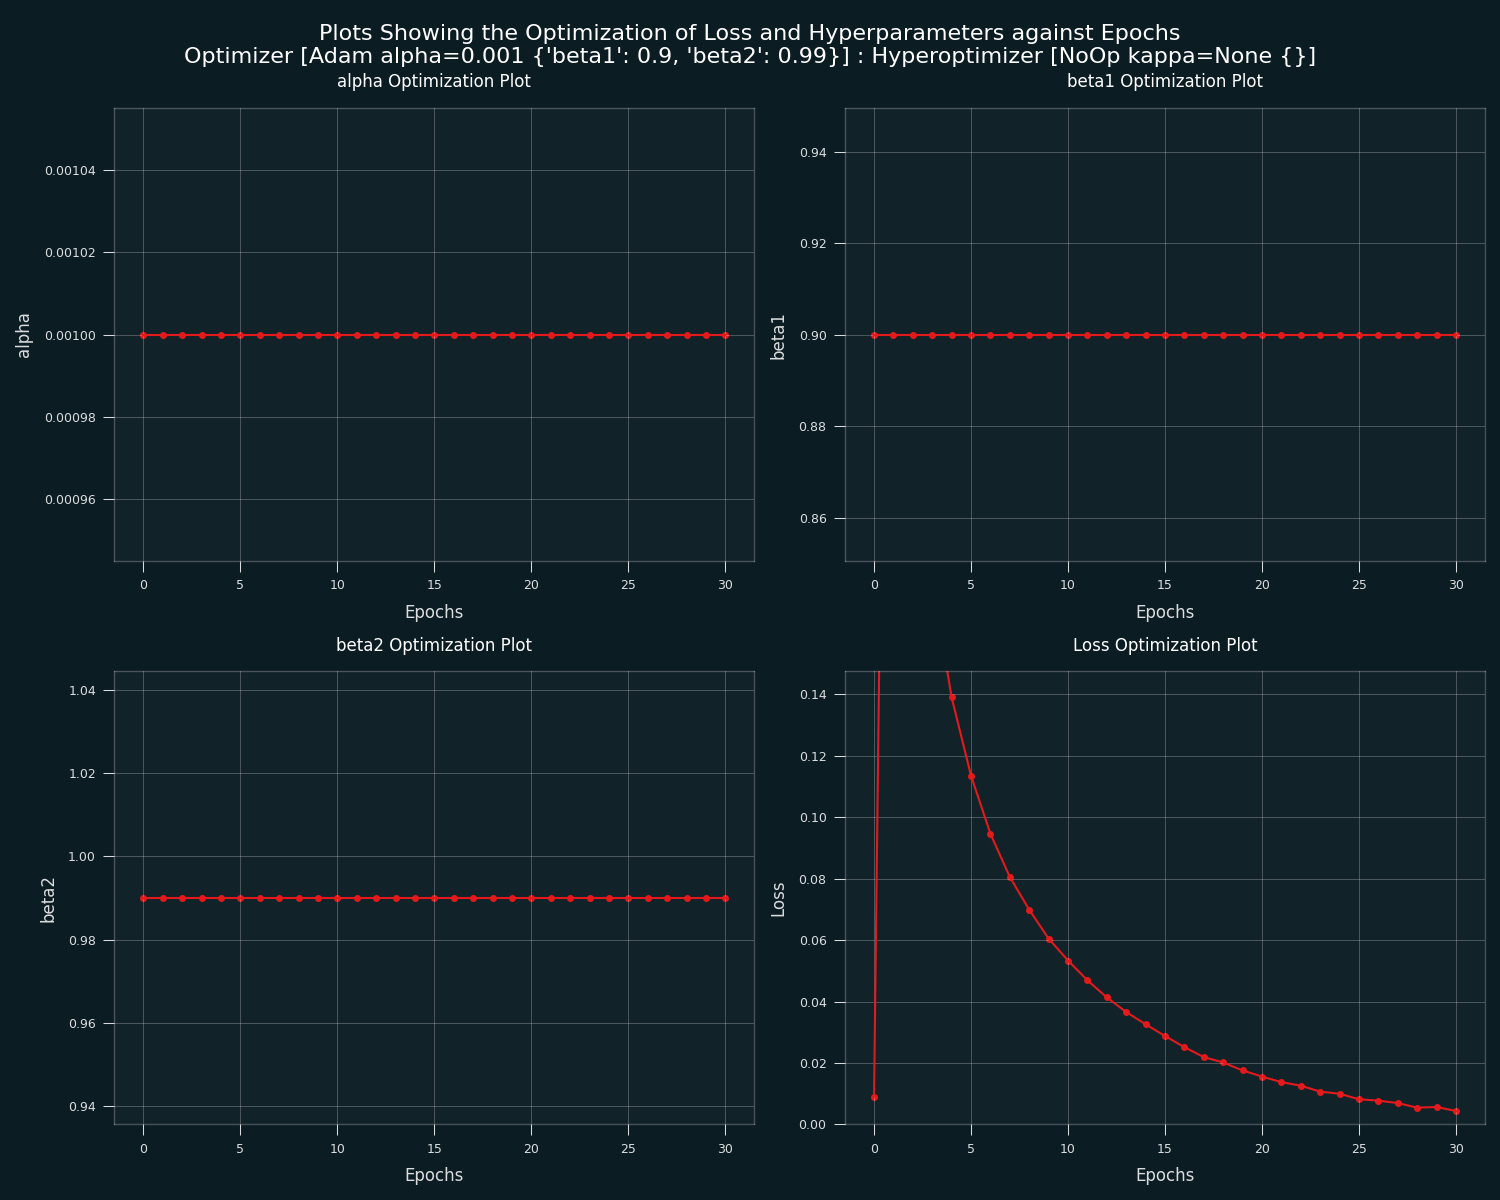 Plots Showing the Optimization of Loss and Hyperparameters against Epochs
Optimizer [Adam alpha=0.001 {'beta1': 0.9, 'beta2': 0.99}] : Hyperoptimizer [NoOp kappa=None {}]
alpha Optimization Plot
0.00104
0.00102
0.00100
0.00098
0.00096
alpha
0 5 10 15 20 25 30
Epochs
beta1 Optimization Plot
0.94
0.92
0.90
0.88
0.86
beta1
0 5 10 15 20 25 30
Epochs
beta2 Optimization Plot
1.04
1.02
1.00
0.98
0.96
0.94
beta2
0 5 10 15 20 25 30
Epochs
Loss Optimization Plot
0.14
0.12
0.10
0.08
0.06
0.04
0.02
0.00
Loss
0 5 10 15 20 25 30
Epochs